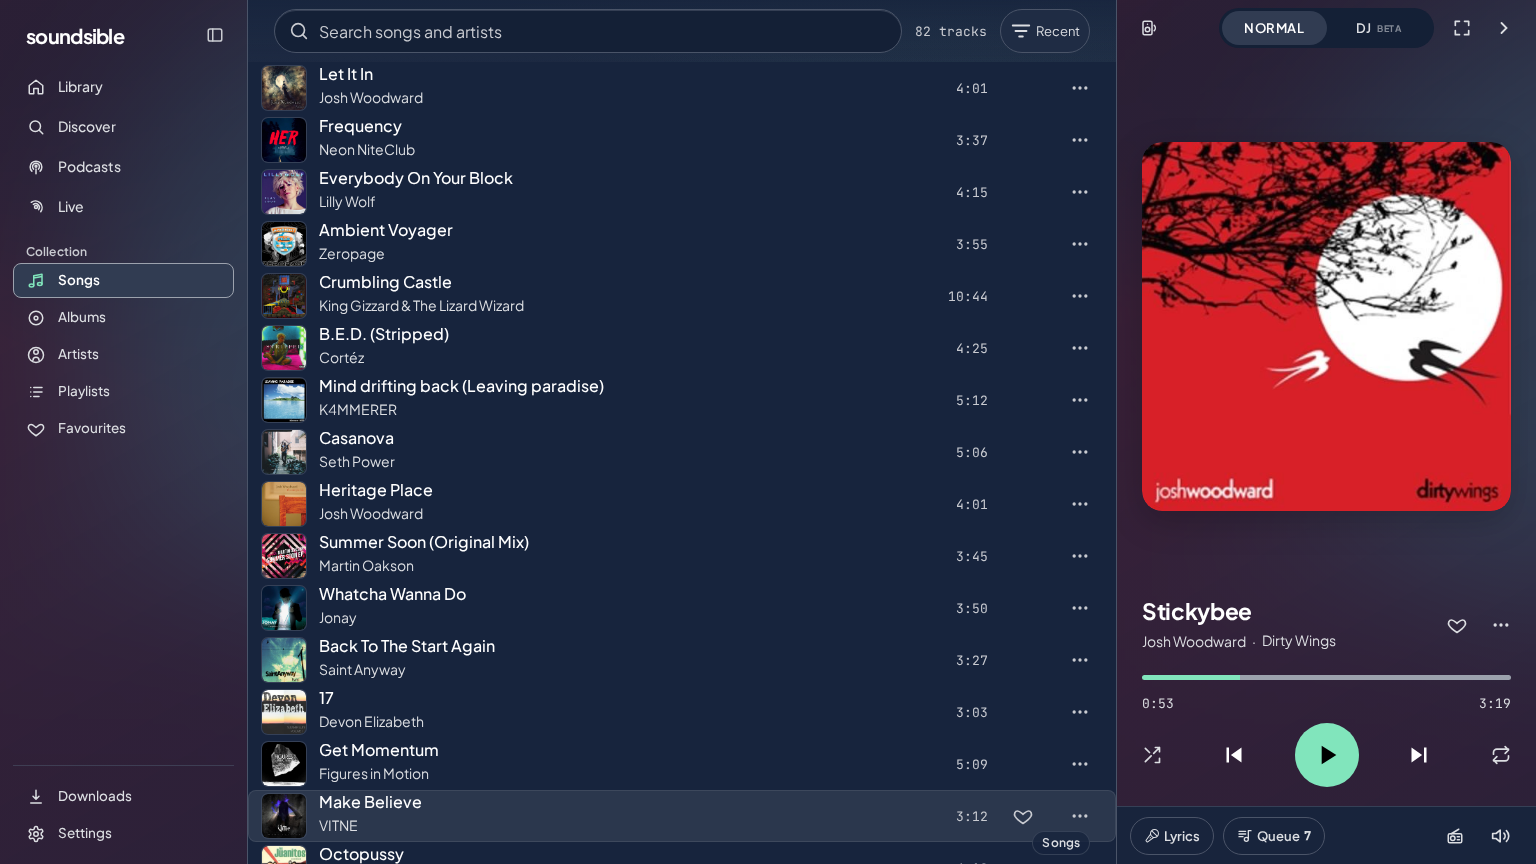 soundsible
Library
Discover
Podcasts
Live
Collection
Songs
Albums
Artists
Playlists
Favourites
Downloads
Settings
Search songs and artists
82 tracks
Recent
Let It In
Josh Woodward
4:01
Frequency
Neon NiteClub
3:37
Everybody On Your Block
Lilly Wolf
4:15
Ambient Voyager
Zeropage
3:55
Crumbling Castle
King Gizzard & The Lizard Wizard
10:44
B.E.D. (Stripped)
Cortéz
4:25
Mind drifting back (Leaving paradise)
K4MMERER
5:12
Casanova
Seth Power
5:06
Heritage Place
Josh Woodward
4:01
Summer Soon (Original Mix)
Martin Oakson
3:45
Whatcha Wanna Do
Jonay
3:50
Back To The Start Again
Saint Anyway
3:27
17
Devon Elizabeth
3:03
Get Momentum
Figures in Motion
5:09
Make Believe
VITNE
3:12
Songs
Octopussy
NORMAL
DJ BETA
joshwoodward
dirtywings
Stickybee
Josh Woodward · Dirty Wings
0:53
3:19
Lyrics
Queue 7